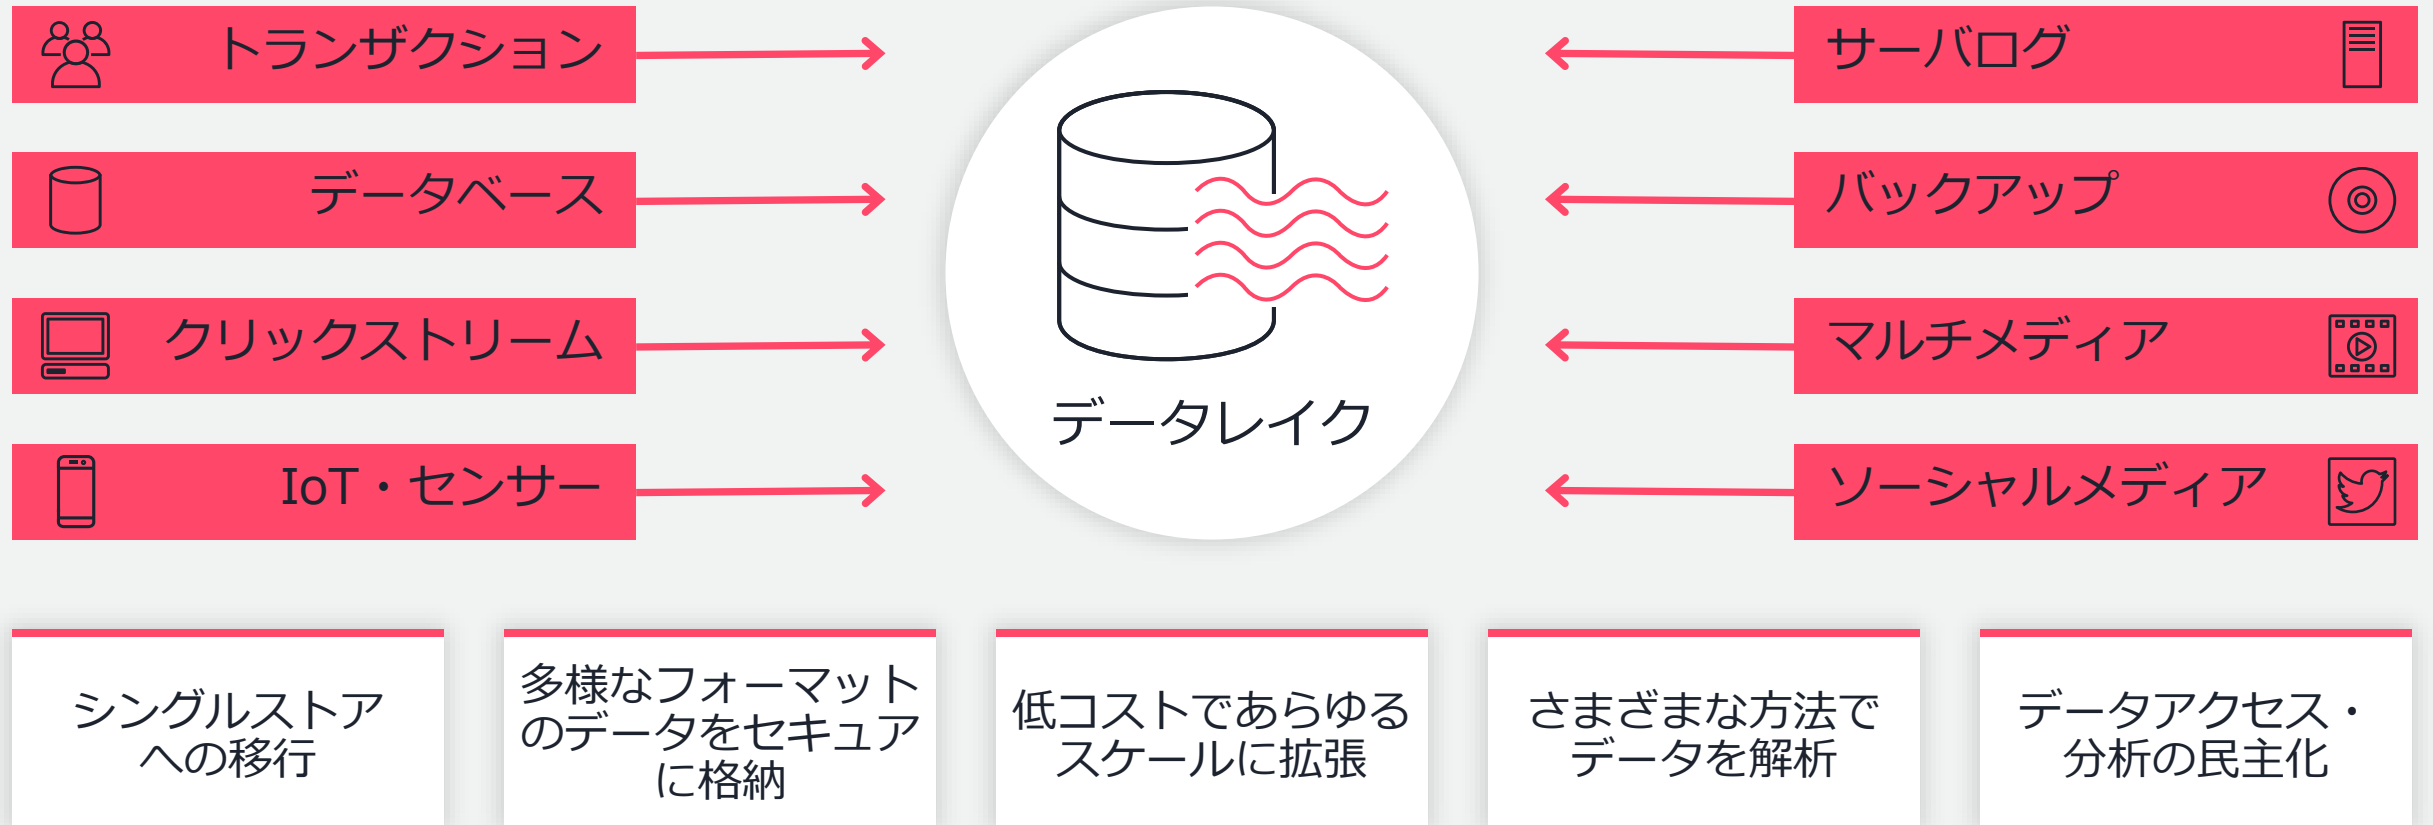 トランザクション
データベース
クリックストリーム
IoT・センサー
データレイク
サーバログ
バックアップ
マルチメディア
ソーシャルメディア
シングルストア
への移行
多様なフォーマット
のデータをセキュア
に格納
低コストであらゆる
スケールに拡張
さまざまな方法で
データを解析
データアクセス・
分析の民主化